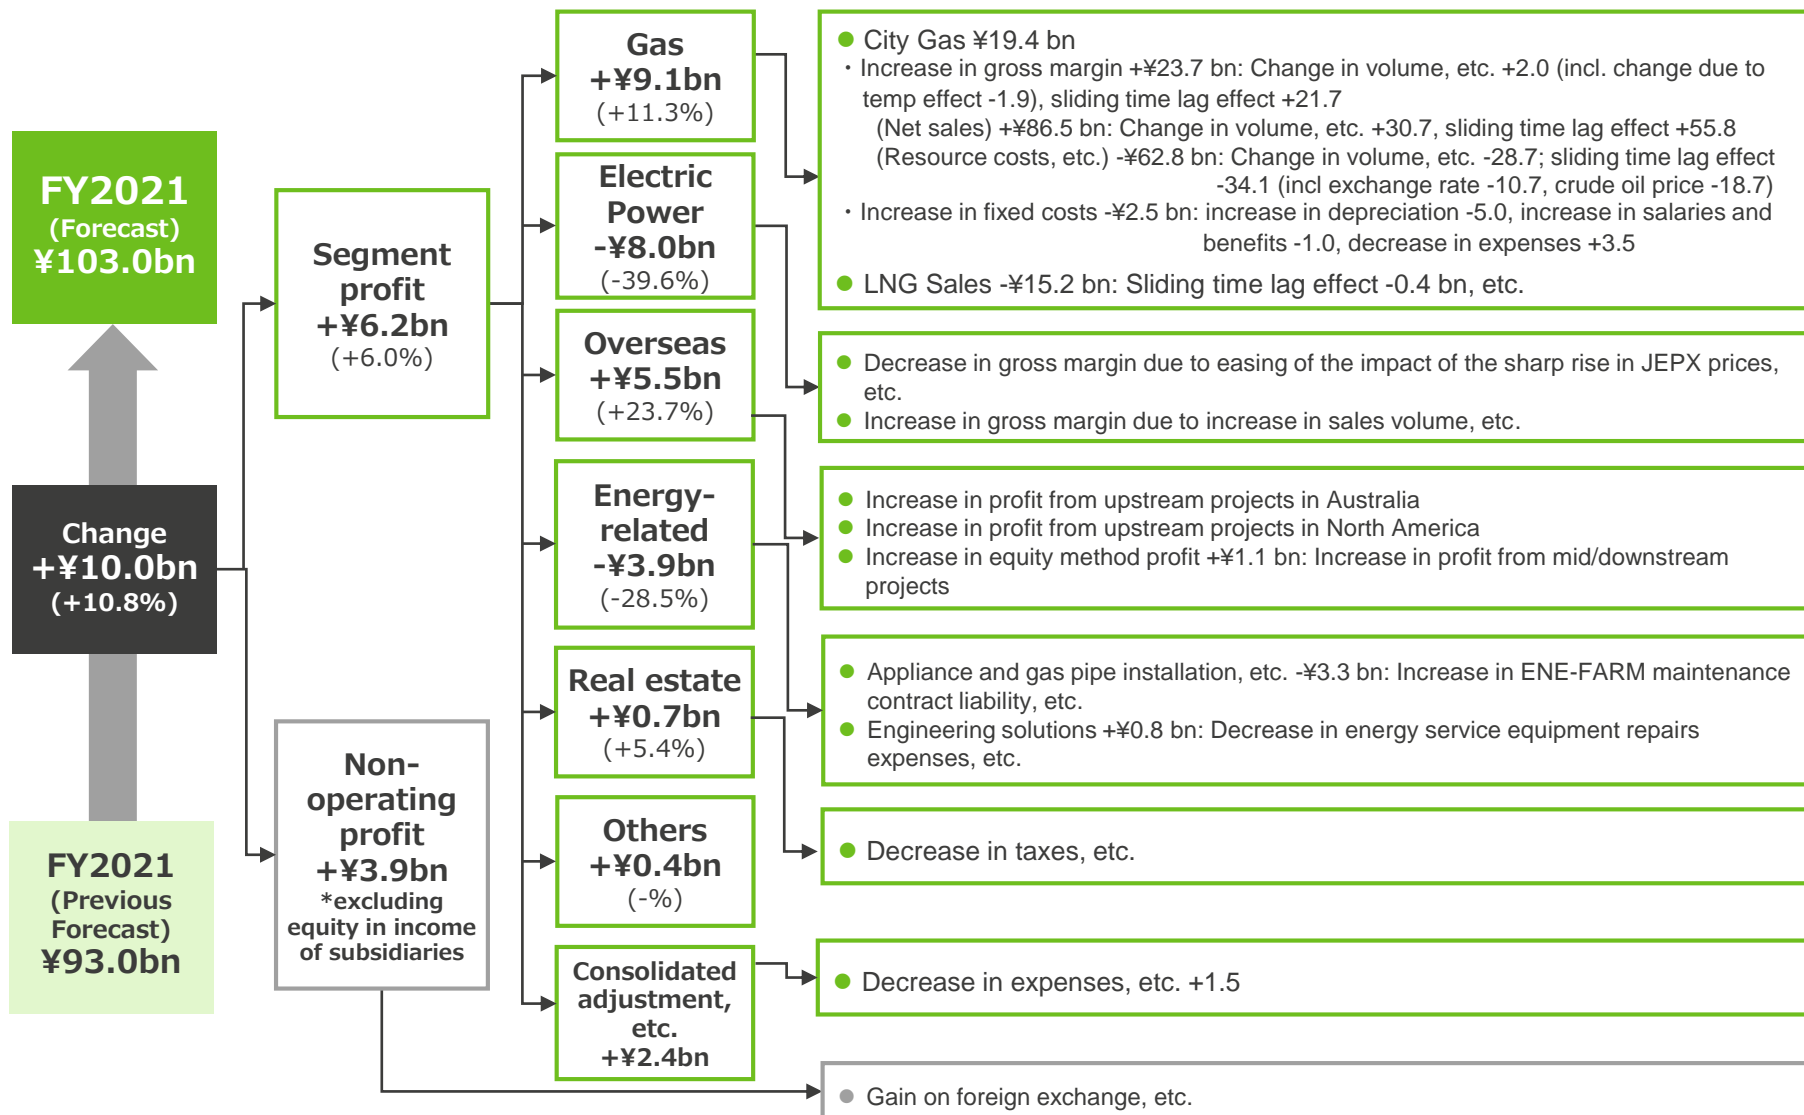 FY2021
(Forecast)
¥103.0bn
Change
+¥10.0bn
(+10.8%)
FY2021
(Previous
Forecast)
¥93.0bn
Segment
profit
+¥6.2bn
(+6.0%)
Non-
operating
profit
+¥3.9bn
*excluding
equity in income
of subsidiaries
Gas
+¥9.1bn
(+11.3%)
Electric
Power
-¥8.0bn
(-39.6%)
Overseas
+¥5.5bn
(+23.7%)
Energy-
related
-¥3.9bn
(-28.5%)
Real estate
+¥0.7bn
(+5.4%)
Others
+¥0.4bn
(-%)
Consolidated
adjustment,
etc.
+¥2.4bn
● City Gas ¥19.4 bn
・Increase in gross margin +¥23.7 bn: Change in volume, etc. +2.0 (incl. change due to
temp effect -1.9), sliding time lag effect +21.7
(Net sales) +¥86.5 bn: Change in volume, etc. +30.7, sliding time lag effect +55.8
(Resource costs, etc.) -¥62.8 bn: Change in volume, etc. -28.7; sliding time lag effect
-34.1 (incl exchange rate -10.7, crude oil price -18.7)
・Increase in fixed costs -¥2.5 bn: increase in depreciation -5.0, increase in salaries and
benefits -1.0, decrease in expenses +3.5
● LNG Sales -¥15.2 bn: Sliding time lag effect -0.4 bn, etc.
● Decrease in gross margin due to easing of the impact of the sharp rise in JEPX prices,
etc.
● Increase in gross margin due to increase in sales volume, etc.
● Increase in profit from upstream projects in Australia
● Increase in profit from upstream projects in North America
● Increase in equity method profit +¥1.1 bn: Increase in profit from mid/downstream
projects
● Appliance and gas pipe installation, etc. -¥3.3 bn: Increase in ENE-FARM maintenance
contract liability, etc.
● Engineering solutions +¥0.8 bn: Decrease in energy service equipment repairs
expenses, etc.
● Decrease in taxes, etc.
● Decrease in expenses, etc. +1.5
● Gain on foreign exchange, etc.